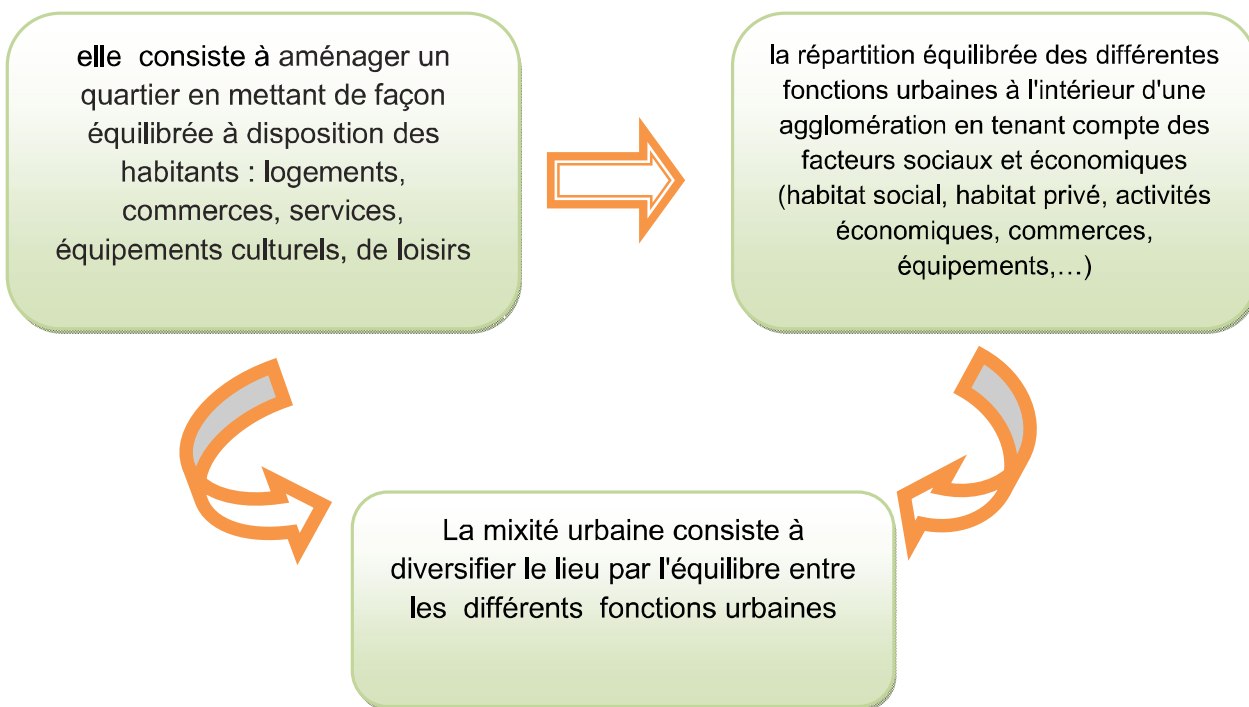 elle consiste à aménager un
quartier en mettant de façon
équilibrée à disposition des
habitants : logements,
commerces, services,
équipements culturels, de loisirs
la répartition équilibrée des différentes
fonctions urbaines à l'intérieur d'une
agglomération en tenant compte des
facteurs sociaux et économiques
(habitat social, habitat privé, activités
économiques, commerces,
équipements,…)
La mixité urbaine consiste à
diversifier le lieu par l'équilibre entre
les différents fonctions urbaines